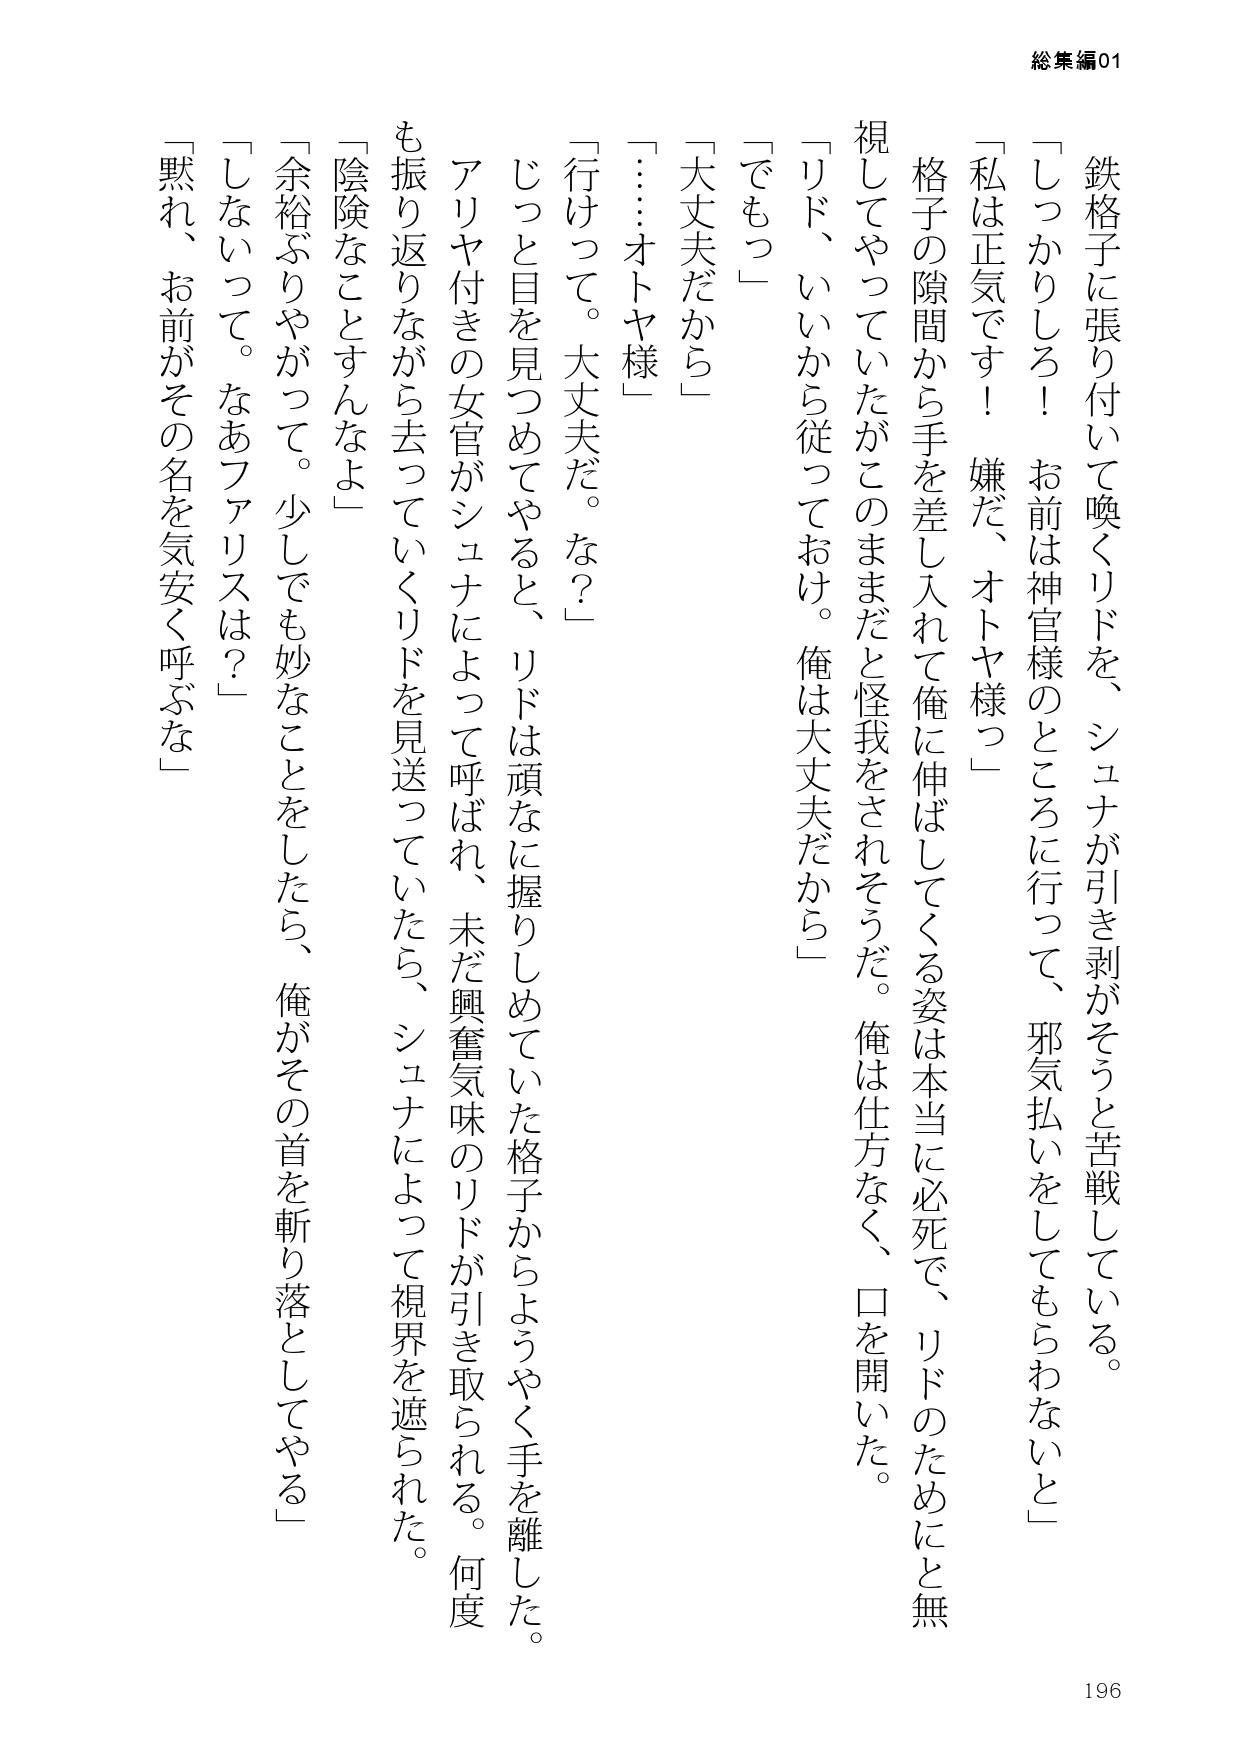 総集編01
　鉄格子に張り付いて喚くリドを、シュナが引き剥がそうと苦戦している。
「しっかりしろ！　お前は神官様のところに行って、邪気払いをしてもらわないと」
「私は正気です！　嫌だ、オトヤ様っ」
　格子の隙間から手を差し入れて俺に伸ばしてくる姿は本当に必死で、リドのためにと無
視してやっていたがこのままだと怪我をされそうだ。俺は仕方なく、口を開いた。
「リド、いいから従っておけ。俺は大丈夫だから」
「でもっ」
「大丈夫だから」
「……オトヤ様」
「行けって。大丈夫だ。な？」
　じっと目を見つめてやると、リドは頑なに握りしめていた格子からようやく手を離した。
　アリヤ付きの女官がシュナによって呼ばれ、未だ興奮気味のリドが引き取られる。何度
も振り返りながら去っていくリドを見送っていたら、シュナによって視界を遮られた。
「陰険なことすんなよ」
「余裕ぶりやがって。少しでも妙なことをしたら、俺がその首を斬り落としてやる」
「しないって。なあファリスは？」
「黙れ、お前がその名を気安く呼ぶな」
196